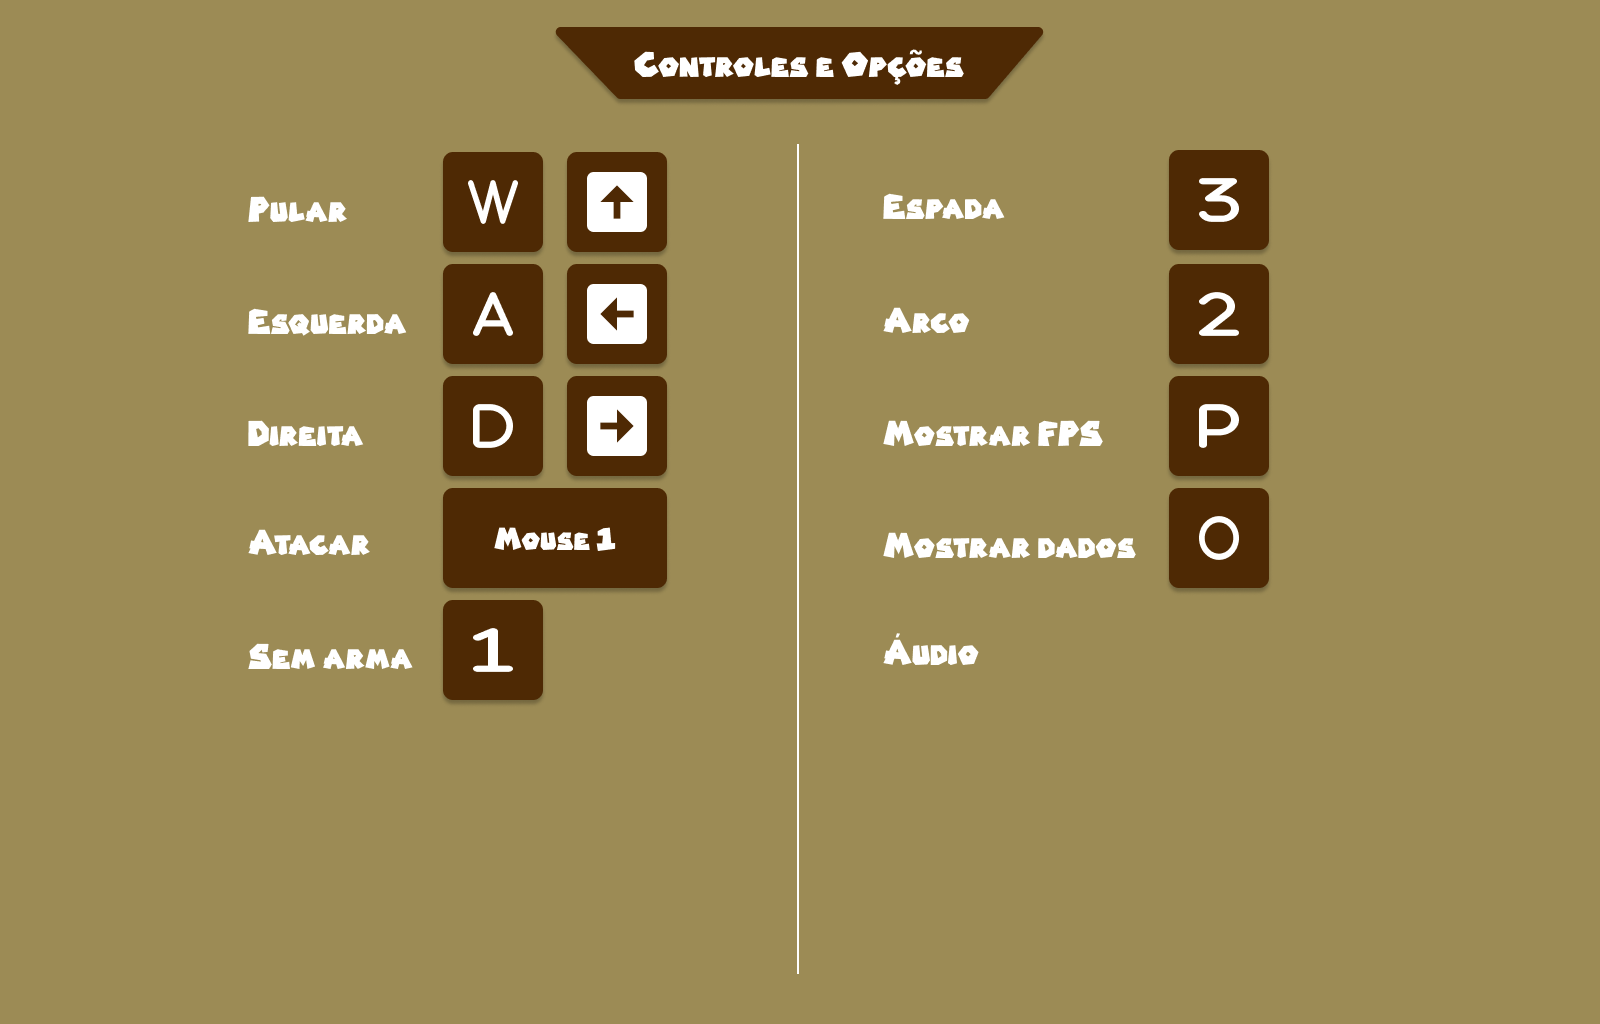 Controles e Opções
Pular W
Esquerda A
Direita D
Atacar Mouse 1
Sem arma 1
Espada 3
Arco 2
Mostrar FPS P
Mostrar dados O
Áudio